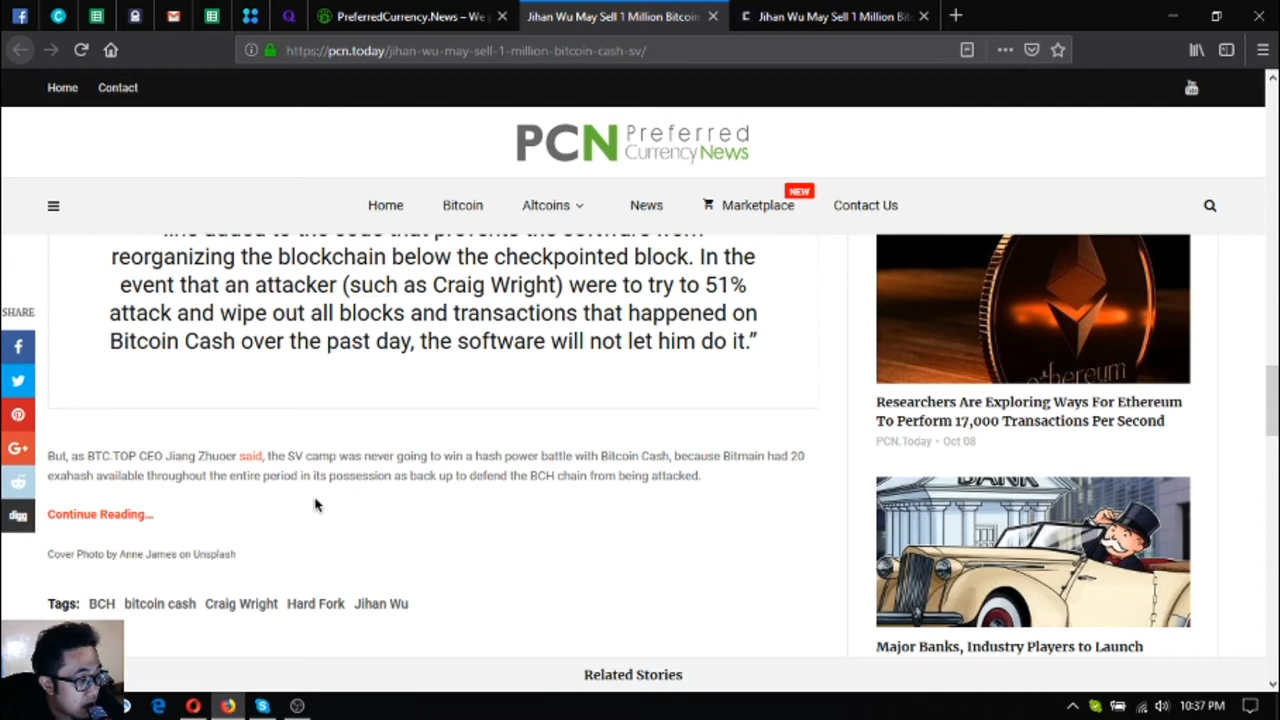 PreferredCurrency.News – We
Jihan Wu May Sell 1 Million Bitcoin
Jihan Wu May Sell 1 Million Bit
https://pcn.today/jihan-wu-may-sell-1-million-bitcoin-cash-sv/
Home Contact
PCN Preferred
CurrencyNews
NEW
Home Bitcoin Altcoins News Marketplace Contact Us
line added to the code that prevents the software from
reorganizing the blockchain below the checkpointed block. In the
event that an attacker (such as Craig Wright) were to try to 51%
attack and wipe out all blocks and transactions that happened on
Bitcoin Cash over the past day, the software will not let him do it.”
SHARE
digg
But, as BTC.TOP CEO Jiang Zhuoer said, the SV camp was never going to win a hash power battle with Bitcoin Cash, because Bitmain had 20
exahash available throughout the entire period in its possession as back up to defend the BCH chain from being attacked.
Continue Reading...
Cover Photo by Anne James on Unsplash
Tags: BCH bitcoin cash Craig Wright Hard Fork Jihan Wu
ethereum
Researchers Are Exploring Ways For Ethereum
To Perform 17,000 Transactions Per Second
PCN.Today • Oct 08
BANK
Major Banks, Industry Players to Launch
Related Stories
10:37 PM